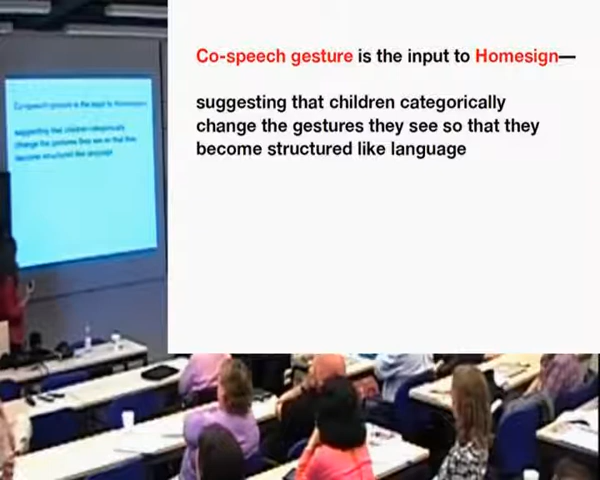 Co-speech gesture is the input to Homesign—
suggesting that children categorically
change the gestures they see so that they
become structured like language